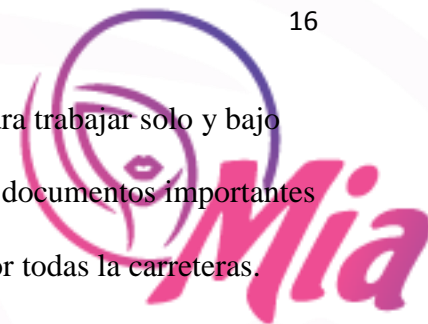 16
ra trabajar solo y bajo
documentos importantes
or todas la carreteras.
Mia